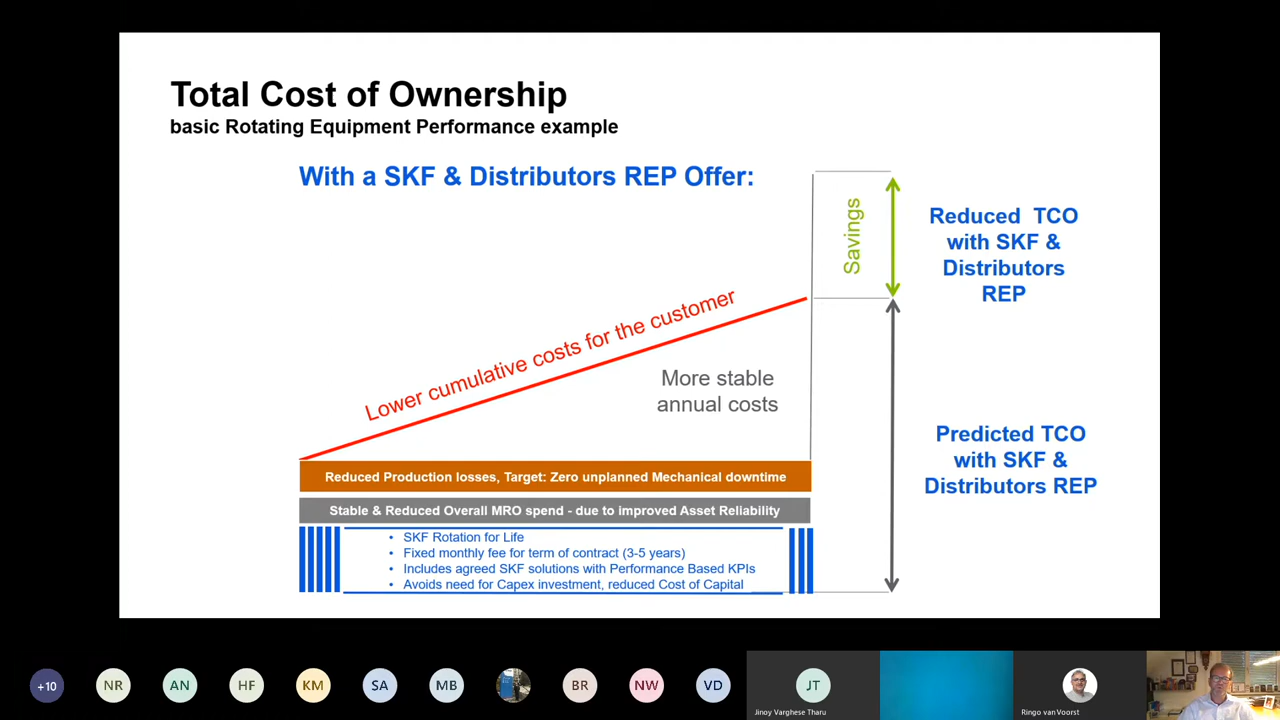 Total Cost of Ownership
basic Rotating Equipment Performance example
With a SKF & Distributors REP Offer:
Savings
Reduced TCO
with SKF &
Distributors
REP
Lower cumulative costs for the customer
More stable
annual costs
Predicted TCO
with SKF &
Distributors REP
Reduced Production losses, Target: Zero unplanned Mechanical downtime
Stable & Reduced Overall MRO spend - due to improved Asset Reliability
• SKF Rotation for Life
• Fixed monthly fee for term of contract (3-5 years)
• Includes agreed SKF solutions with Performance Based KPIs
• Avoids need for Capex investment, reduced Cost of Capital
+10
NR
AN
HF
KM
SA
MB
BR
NW
VD
JT
Jinoy Varghese Tharu
Ringo van Voorst